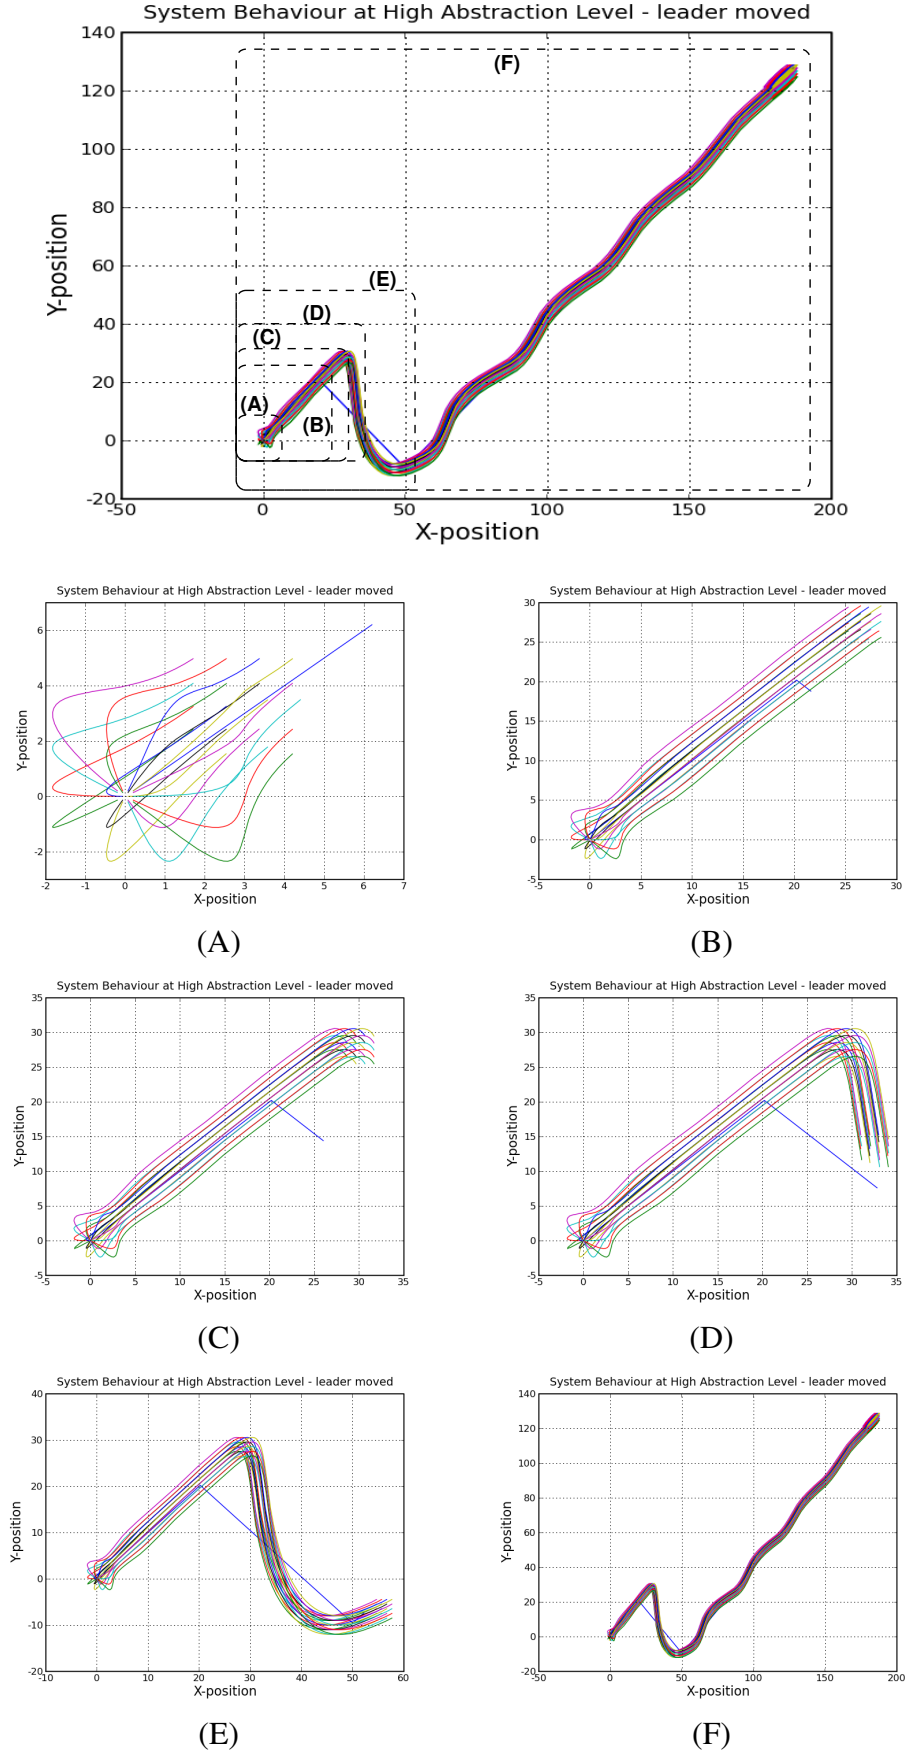 System Behaviour at High Abstraction Level - leader moved
140
(F)
120
100
80
60
(E)
(D)
40
(C)
20
(A)
(B)
0
-20
-50 0 50 100 150 200
Y-position
X-position
System Behaviour at High Abstraction Level - leader moved
6
4
2
0
-2
-2 -1 0 1 2 3 4 5 6 7
Y-position
X-position
(A)
System Behaviour at High Abstraction Level - leader moved
30
25
20
15
10
5
0
-5
-5 0 5 10 15 20 25 30
Y-position
X-position
(B)
System Behaviour at High Abstraction Level - leader moved
35
30
25
20
15
10
5
0
-5
-5 0 5 10 15 20 25 30 35
Y-position
X-position
(C)
System Behaviour at High Abstraction Level - leader moved
35
30
25
20
15
10
5
0
-5
-5 0 5 10 15 20 25 30 35
Y-position
X-position
(D)
System Behaviour at High Abstraction Level - leader moved
40
30
20
10
0
-10
-20
-10 0 10 20 30 40 50 60
Y-position
X-position
(E)
System Behaviour at High Abstraction Level - leader moved
140
120
100
80
60
40
20
0
-20
-50 0 50 100 150 200
Y-position
X-position
(F)